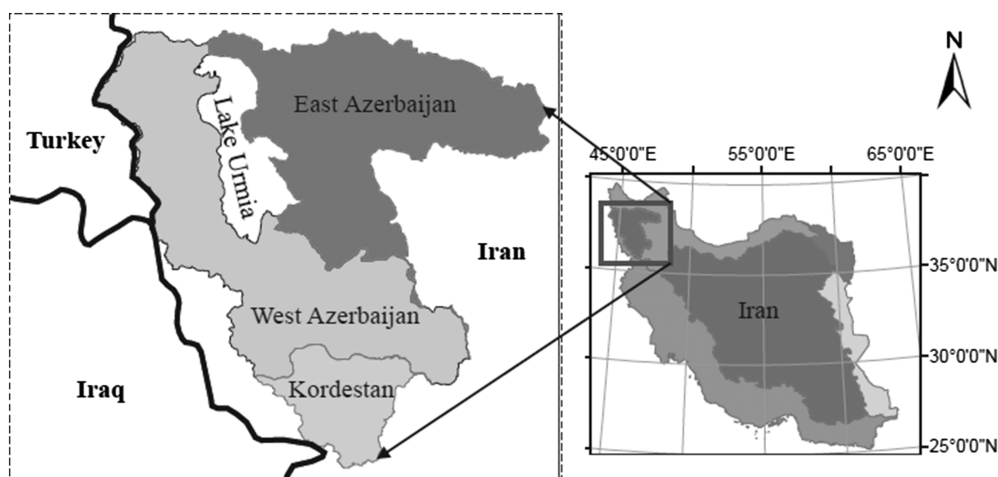 N
East Azerbaijan
Turkey
Lake Urmia
45°0'0"E 55°0'0"E 65°0'0"E
Iran
35°0'0"N
Iran
West Azerbaijan
30°0'0"N
Iraq
Kordestan
25°0'0"N